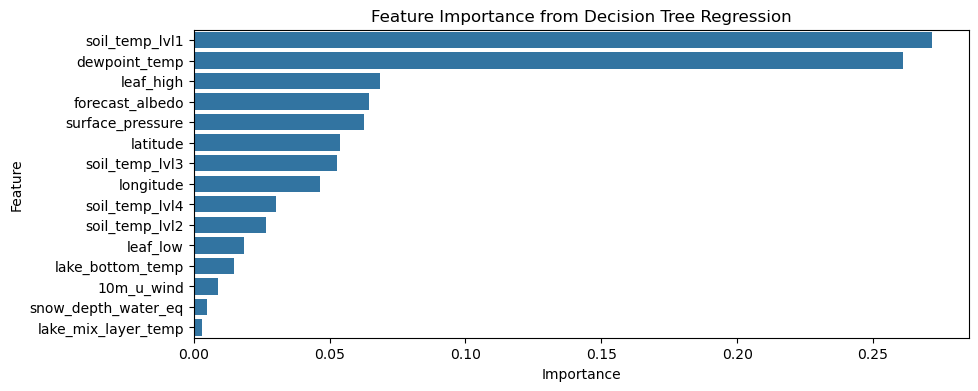 Feature Importance from Decision Tree Regression
soil_temp_lvl1
dewpoint_temp
leaf_high
forecast_albedo
surface_pressure
latitude
soil_temp_lvl3
longitude
soil_temp_lvl4
soil_temp_lvl2
leaf_low
lake_bottom_temp
10m_u_wind
snow_depth_water_eq
lake_mix_layer_temp
Feature
0.00 0.05 0.10 0.15 0.20 0.25
Importance